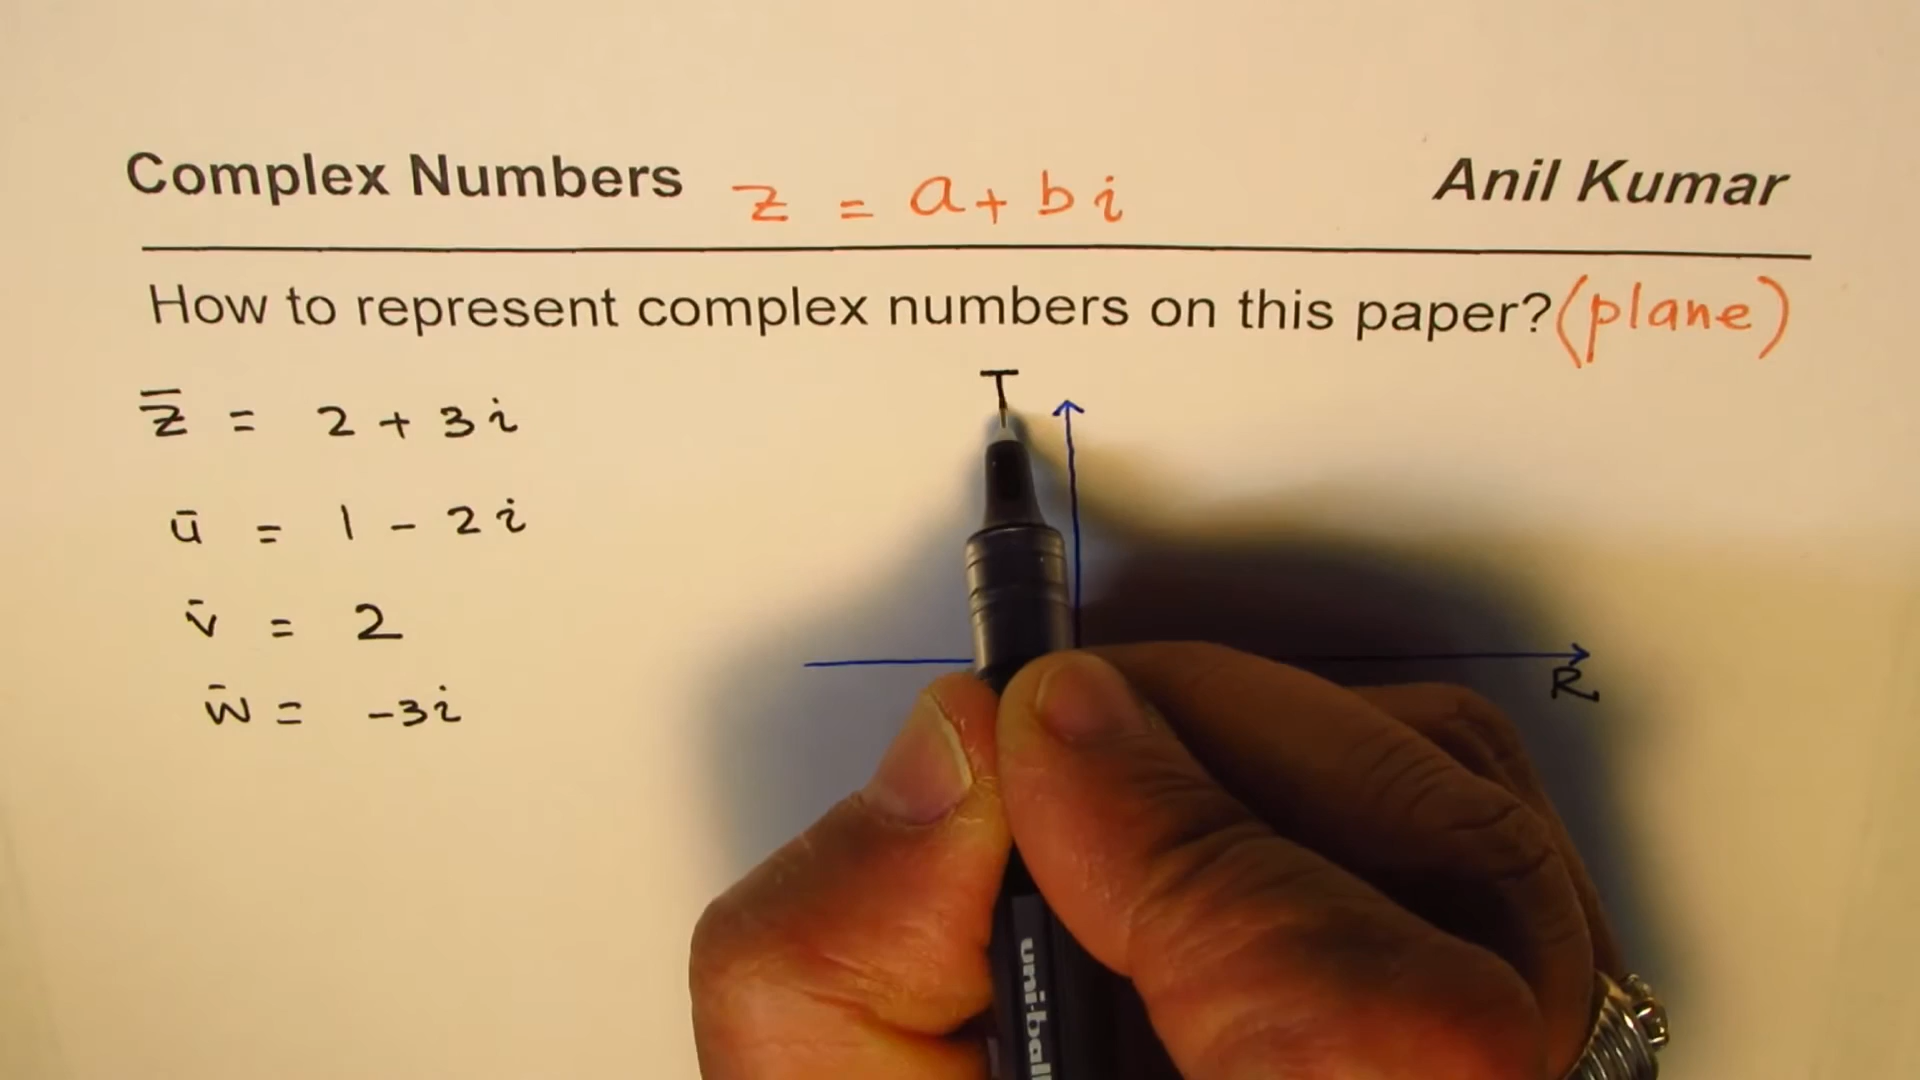 Complex Numbers z = a + bi Anil Kumar
How to represent complex numbers on this paper? (plane)
z̅ = 2 + 3i
ū = 1 - 2i
v̄ = 2
w̄ = -3i
R
uni-ball